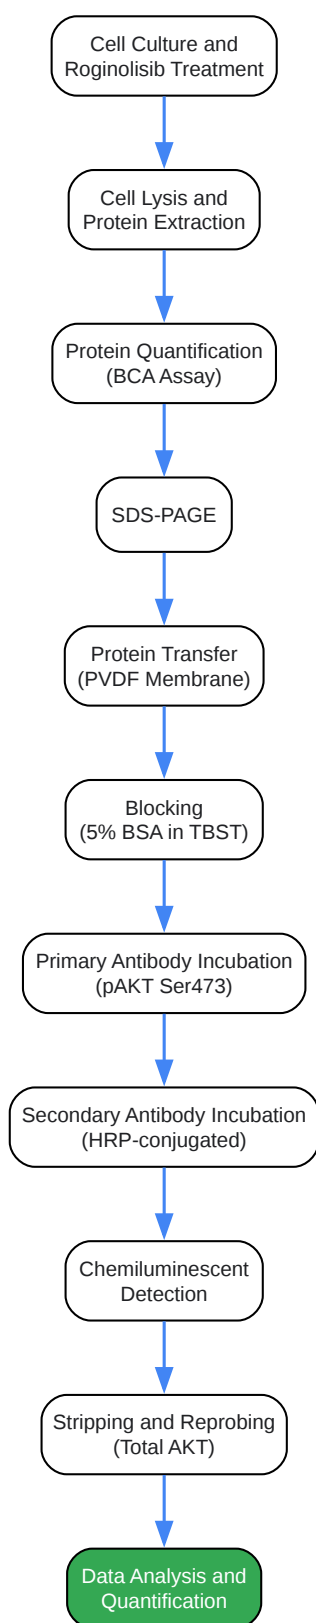 Cell Culture and
Roginolisib Treatment
Cell Lysis and
Protein Extraction
Protein Quantification
(BCA Assay)
SDS-PAGE
Protein Transfer
(PVDF Membrane)
Blocking
(5% BSA in TBST)
Primary Antibody Incubation
(pAKT Ser473)
Secondary Antibody Incubation
(HRP-conjugated)
Chemiluminescent
Detection
Stripping and Reprobing
(Total AKT)
Data Analysis and
Quantification